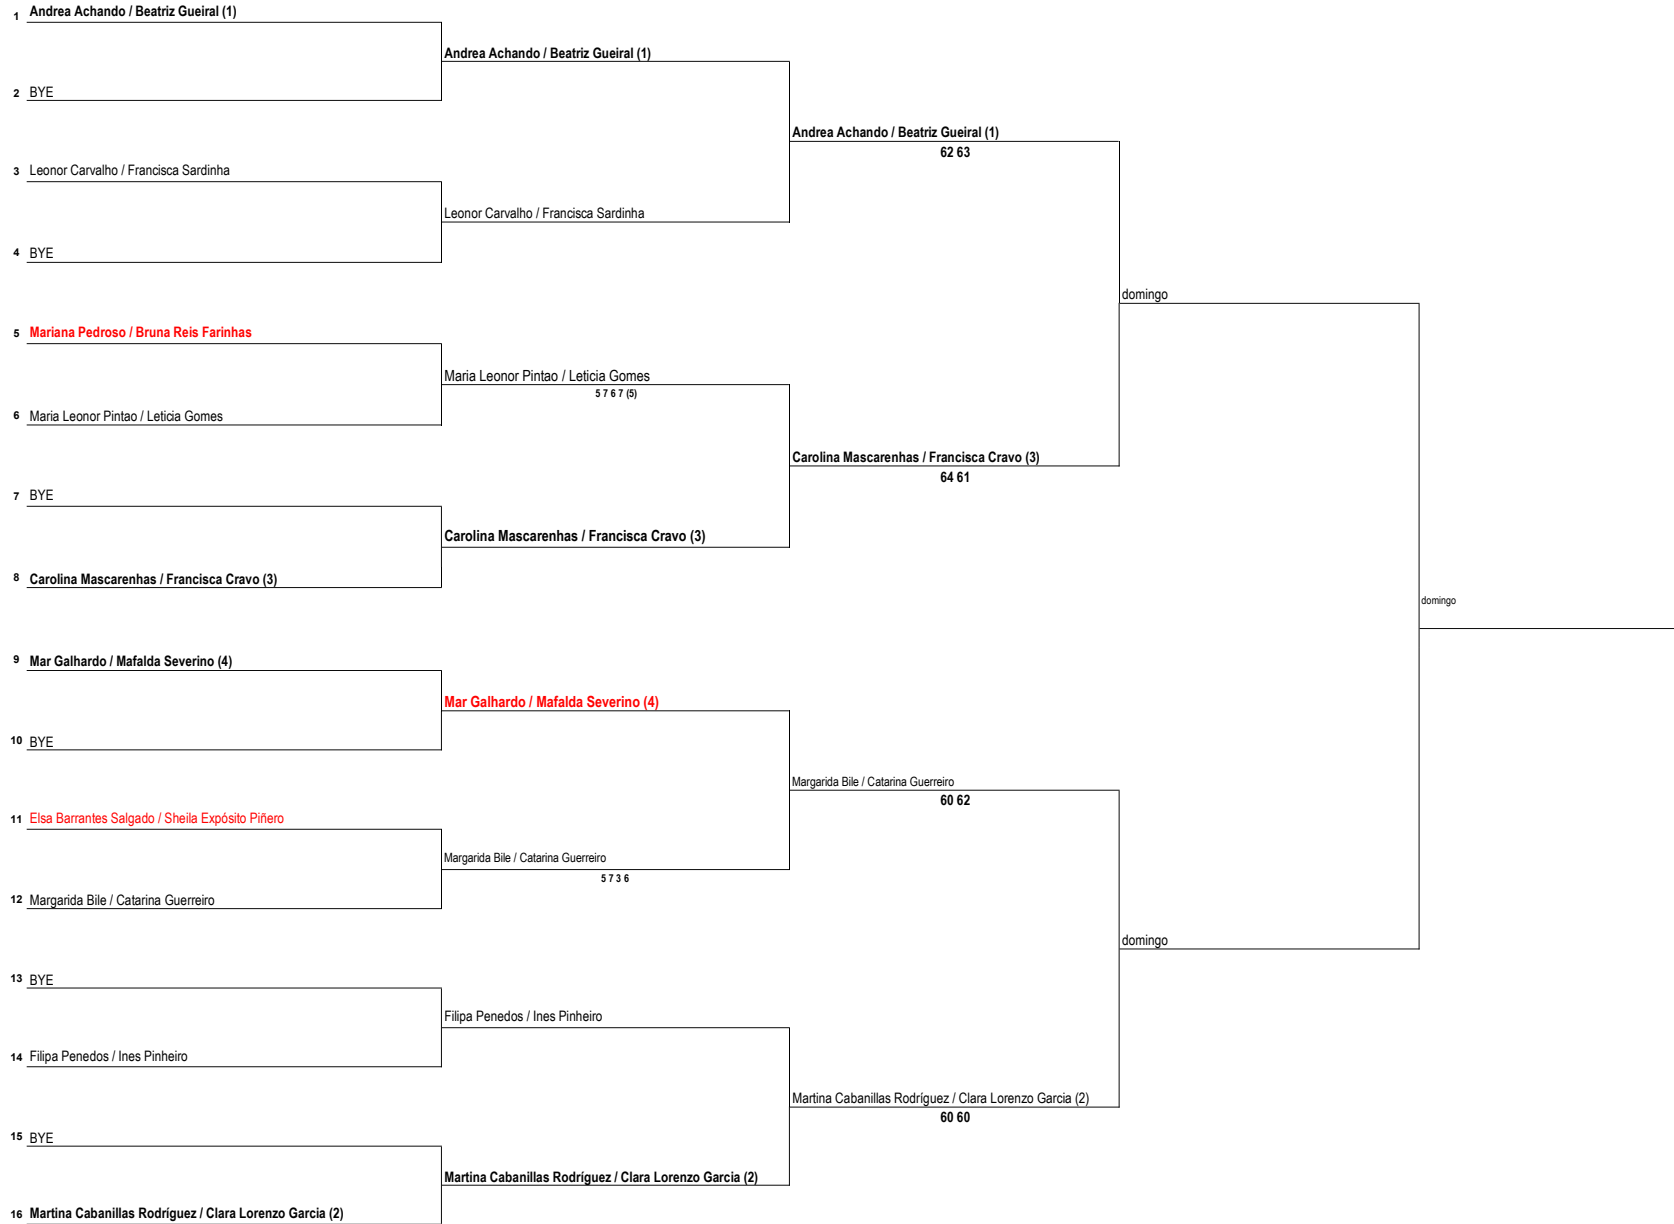 1 Andrea Achando / Beatriz Gueiral (1)
Andrea Achando / Beatriz Gueiral (1)
2 BYE
Andrea Achando / Beatriz Gueiral (1)
62 63
3 Leonor Carvalho / Francisca Sardinha
Leonor Carvalho / Francisca Sardinha
4 BYE
domingo
5 Mariana Pedroso / Bruna Reis Farinhas
Maria Leonor Pintao / Leticia Gomes
5 7 6 7 (5)
6 Maria Leonor Pintao / Leticia Gomes
Carolina Mascarenhas / Francisca Cravo (3)
64 61
7 BYE
Carolina Mascarenhas / Francisca Cravo (3)
8 Carolina Mascarenhas / Francisca Cravo (3)
domingo
9 Mar Galhardo / Mafalda Severino (4)
Mar Galhardo / Mafalda Severino (4)
10 BYE
Margarida Bile / Catarina Guerreiro
60 62
11 Elsa Barrantes Salgado / Sheila Expósito Piñero
Margarida Bile / Catarina Guerreiro
5 7 3 6
12 Margarida Bile / Catarina Guerreiro
domingo
13 BYE
Filipa Penedos / Ines Pinheiro
14 Filipa Penedos / Ines Pinheiro
Martina Cabanillas Rodríguez / Clara Lorenzo Garcia (2)
60 60
15 BYE
Martina Cabanillas Rodríguez / Clara Lorenzo Garcia (2)
16 Martina Cabanillas Rodríguez / Clara Lorenzo Garcia (2)